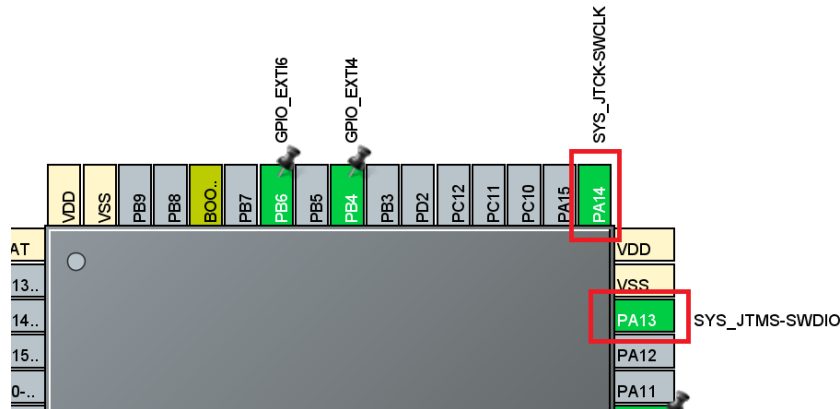 GPIO_EXTI6
GPIO_EXTI4
SYS_JTCK-SWCLK
VDD
VSS
PB9
PB8
BOO..
PB7
PB6
PB5
PB4
PB3
PD2
PC12
PC11
PC10
PA15
PA14
AT
VDD
13..
VSS
14..
PA13
SYS_JTMS-SWDIO
15..
PA12
0-..
PA11